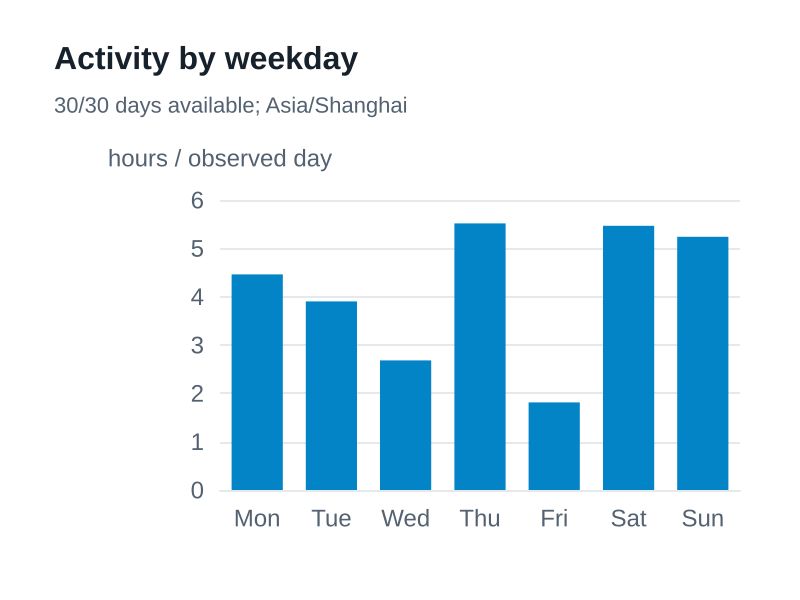 Activity by weekday
30/30 days available; Asia/Shanghai
hours / observed day
6
5
4
3
2
1
0
Mon Tue Wed Thu Fri Sat Sun